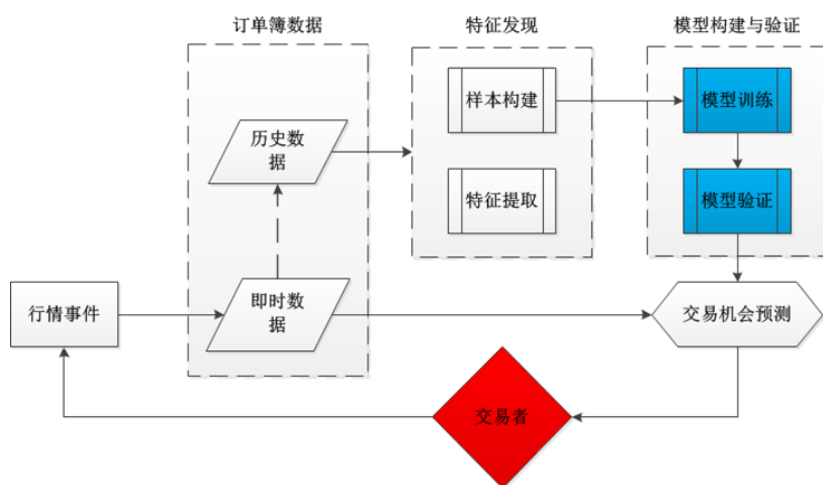 订单簿数据
特征发现
模型构建与验证
样本构建
模型训练
历史数
据
特征提取
模型验证
行情事件
即时数
据
交易机会预测
交易者